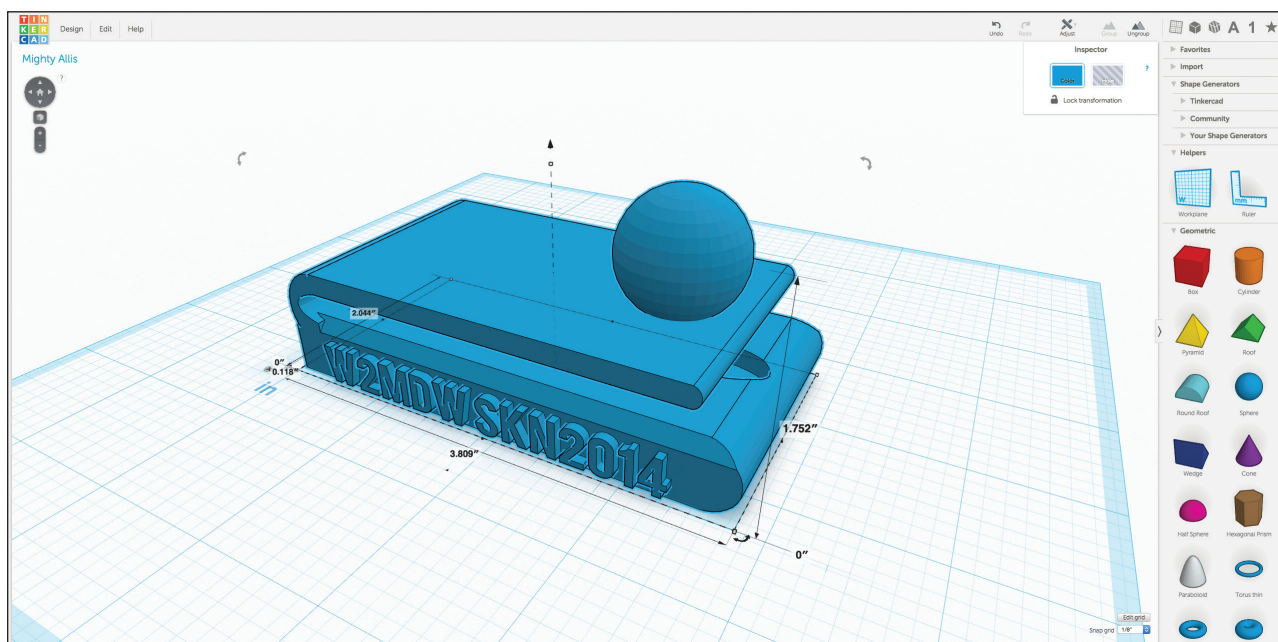 TIN
KER
CAD
Design
Edit
Help
Undo
Redo
Adjust
Group
Ungroup
A 1
Mighty Allis
?
Inspector
Color
?
Lock transformation
Favorites
Import
Shape Generators
Tinkercad
Community
Your Shape Generators
Helpers
W
mm
Workplane
Ruler
Geometric
Box
Cylinder
Pyramid
Roof
Round Roof
Sphere
Wedge
Cone
Half Sphere
Hexagonal Prism
Paraboloid
Torus thin
2.044"
0"
0.118"
in
W2MDWSKN2014
3.809"
1.752"
0"
Edit grid
Snap grid 1/8"